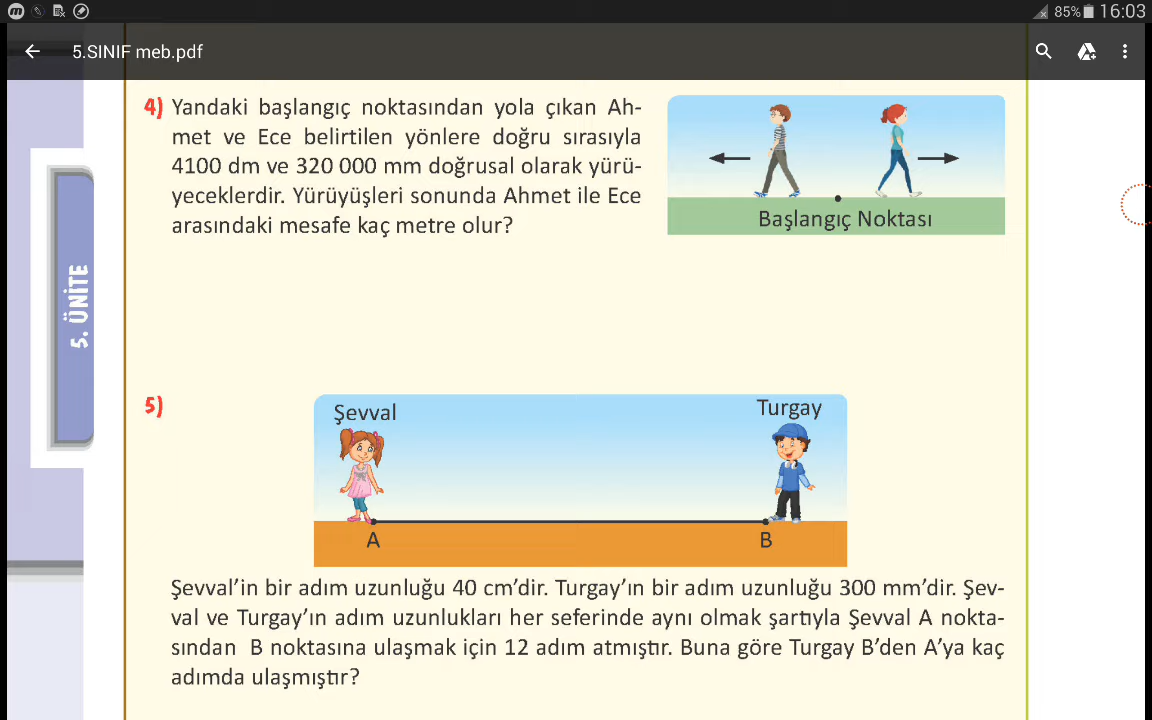 85% 16:03
5.SINIF meb.pdf
4) Yandaki başlangıç noktasından yola çıkan Ah-
met ve Ece belirtilen yönlere doğru sırasıyla
4100 dm ve 320 000 mm doğrusal olarak yürü-
yeceklerdir. Yürüyüşleri sonunda Ahmet ile Ece
arasındaki mesafe kaç metre olur?
Başlangıç Noktası
5. ÜNİTE
5)
Şevval
Turgay
A
B
Şevval’in bir adım uzunluğu 40 cm’dir. Turgay’ın bir adım uzunluğu 300 mm’dir. Şev-
val ve Turgay’ın adım uzunlukları her seferinde aynı olmak şartıyla Şevval A nokta-
sından B noktasına ulaşmak için 12 adım atmıştır. Buna göre Turgay B’den A’ya kaç
adımda ulaşmıştır?